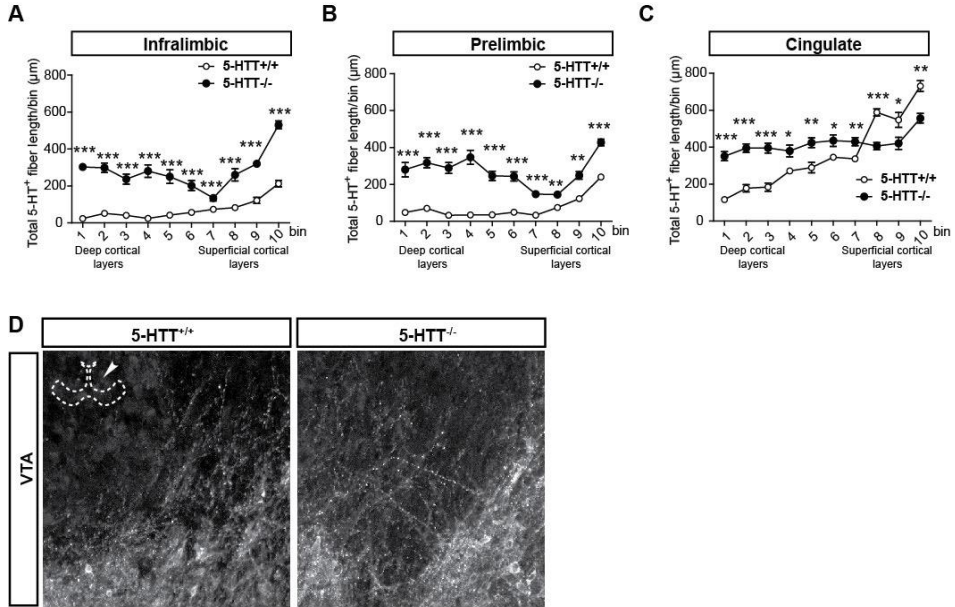 A
Infralimbic
Total 5-HT⁺ fiber length/bin (µm)
800
600
400
200
0
5-HTT+/+
5-HTT-/-
***
***
***
***
***
***
***
***
***
***
1 2 3 4 5 6 7 8 9 10 bin
Deep cortical layers
Superficial cortical layers
B
Prelimbic
Total 5-HT⁺ fiber length/bin (µm)
800
600
400
200
0
5-HTT+/+
5-HTT-/-
***
***
***
***
***
***
**
**
**
***
1 2 3 4 5 6 7 8 9 10 bin
Deep cortical layers
Superficial cortical layers
C
Cingulate
Total 5-HT⁺ fiber length/bin (µm)
800
600
400
200
0
***
***
***
*
**
*
**
***
*
**
5-HTT+/+
5-HTT-/-
1 2 3 4 5 6 7 8 9 10 bin
Deep cortical layers
Superficial cortical layers
D
5-HTT+/+
5-HTT-/-
VTA